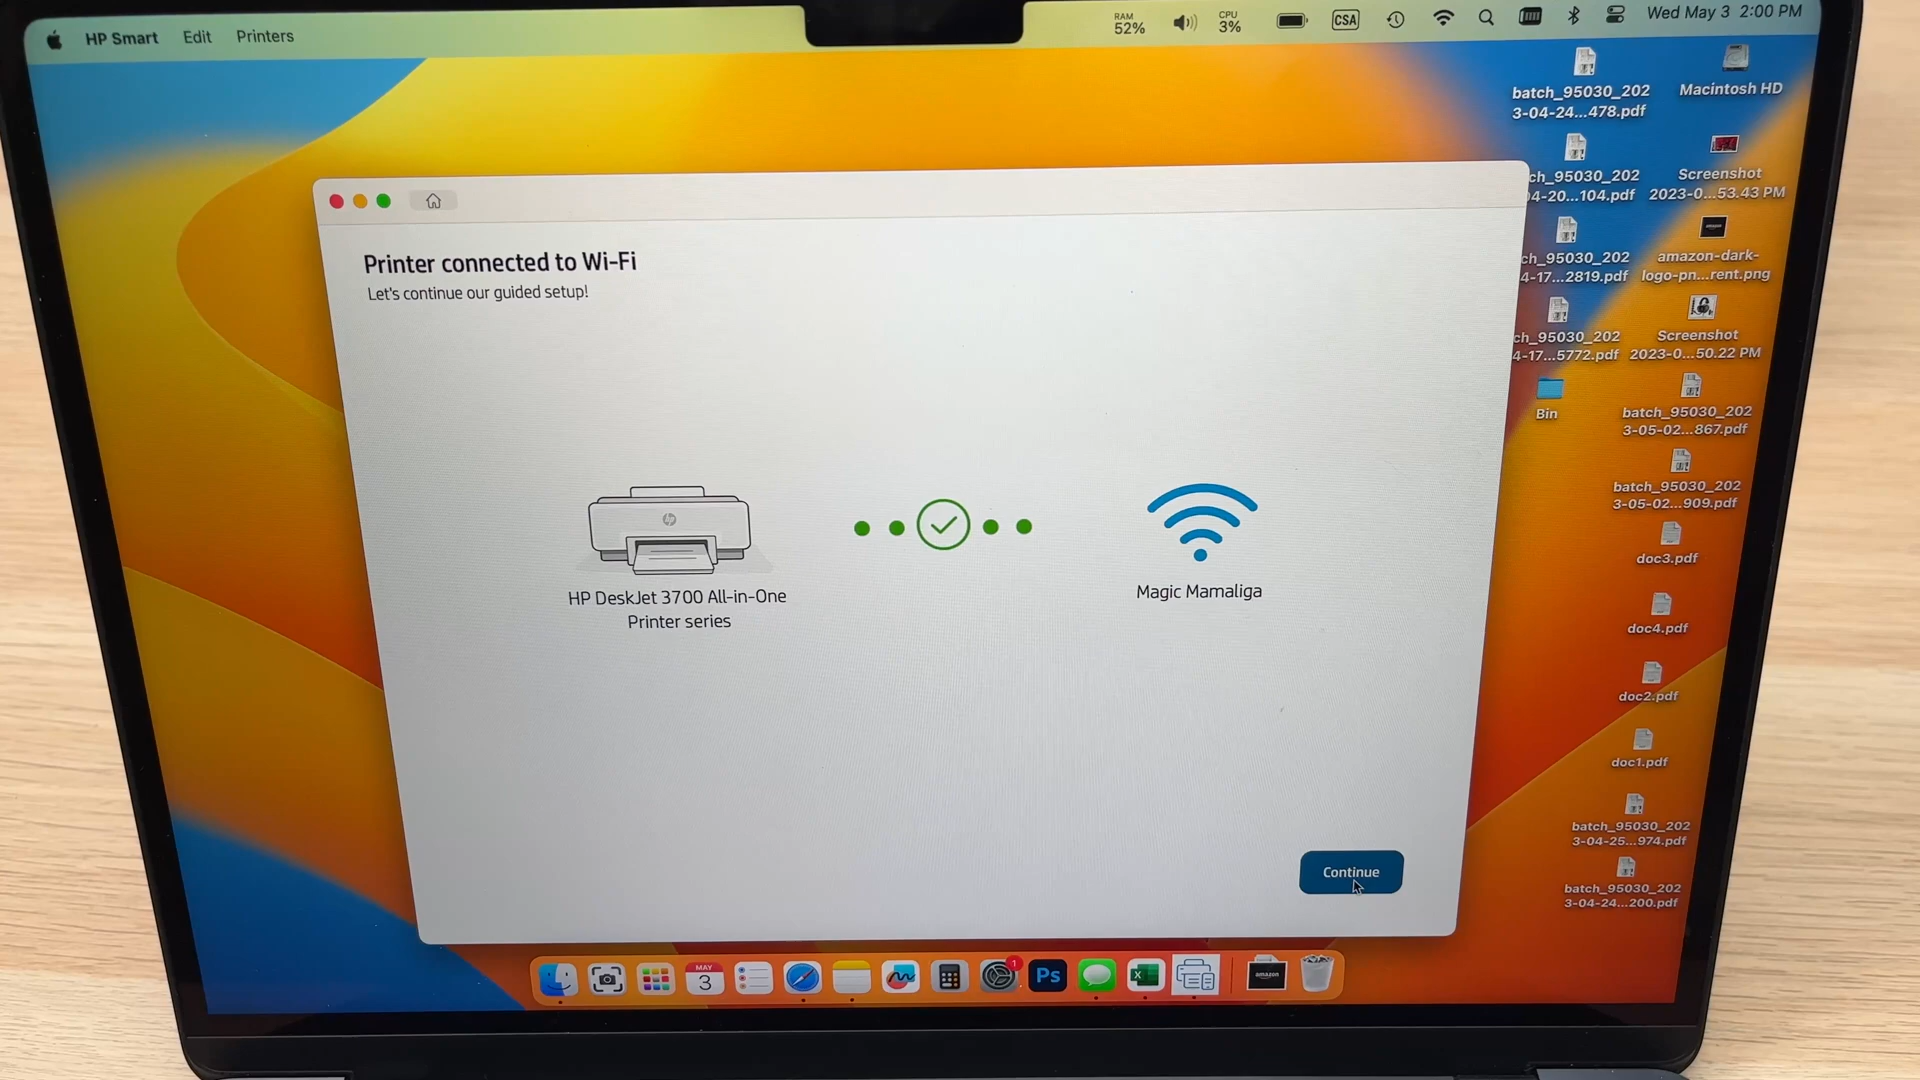 HP Smart Edit Printers
RAM
52%
CPU
3%
CSA
Wed May 3 2:00 PM
Printer connected to Wi-Fi
Let's continue our guided setup!
hp
HP DeskJet 3700 All-in-One
Printer series
Magic Mamaliga
Continue
batch_95030_202
3-04-24...478.pdf
ch_95030_202
04-20...104.pdf
ch_95030_202
4-17...2819.pdf
ch_95030_202
4-17...5772.pdf
Bin
Macintosh HD
Screenshot
2023-0...53.43 PM
amazon-dark-
logo-pn...rent.png
Screenshot
2023-0...50.22 PM
batch_95030_202
3-05-02...867.pdf
batch_95030_202
3-05-02...909.pdf
doc3.pdf
doc4.pdf
doc2.pdf
doc1.pdf
batch_95030_202
3-04-25...974.pdf
batch_95030_202
3-04-24...200.pdf
MAY
3
1
Ps
X
amazon